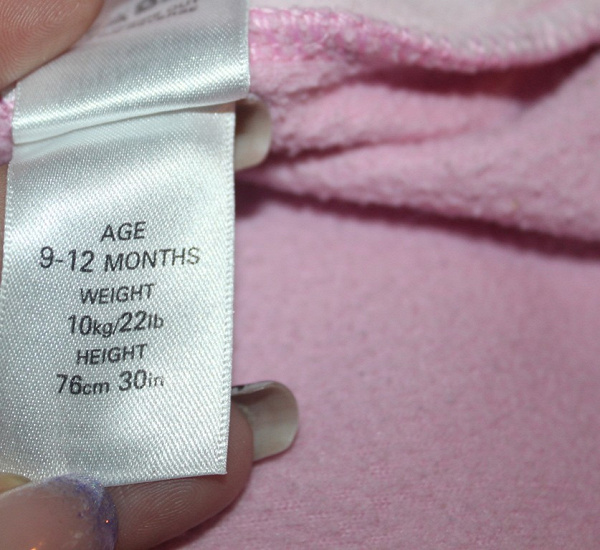 AGE
9-12 MONTHS
WEIGHT
10kg/22lb
HEIGHT
76cm 30in